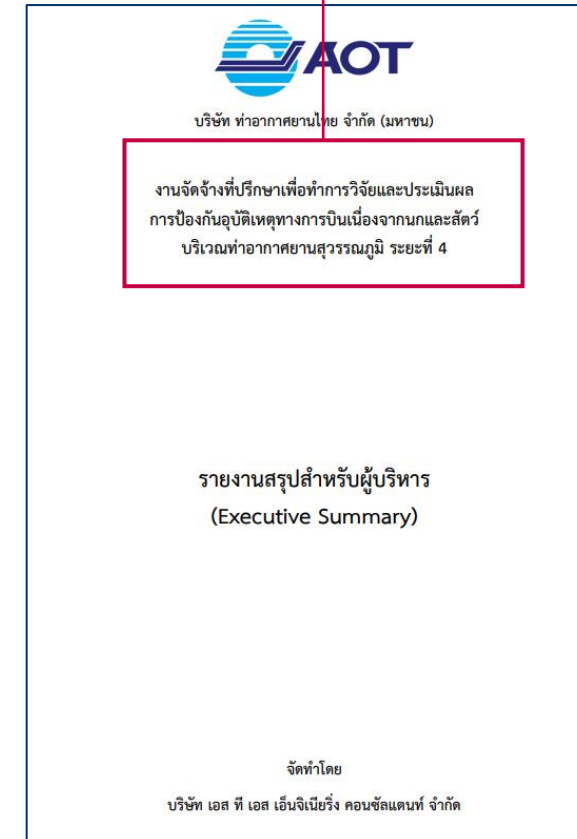 AOT
บริษัท ท่าอากาศยานไทย จำกัด (มหาชน)
งานจัดจ้างที่ปรึกษาเพื่อทำการวิจัยและประเมินผล
การป้องกันอุบัติเหตุทางการบินเนื่องจากนกและสัตว์
บริเวณท่าอากาศยานสุวรรณภูมิ ระยะที่ 4
รายงานสรุปสำหรับผู้บริหาร
(Executive Summary)
จัดทำโดย
บริษัท เอส ที เอส เอ็นจิเนียริ่ง คอนซัลแตนท์ จำกัด